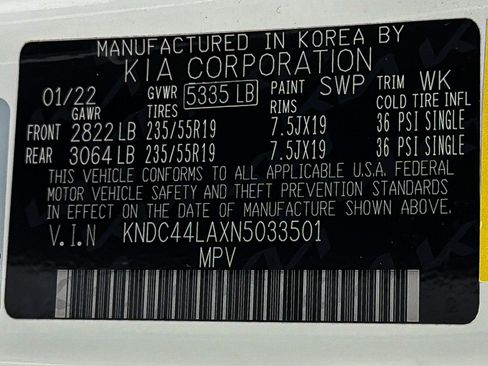 MANUFACTURED IN KOREA BY
KIA CORPORATION
01/22 GVWR 5335 LB PAINT SWP TRIM WK
GAWR TIRES RIMS COLD TIRE INFL
FRONT 2822 LB 235/55R19 7.5JX19 36 PSI SINGLE
REAR 3064 LB 235/55R19 7.5JX19 36 PSI SINGLE
THIS VEHICLE CONFORMS TO ALL APPLICABLE U.S.A. FEDERAL
MOTOR VEHICLE SAFETY AND THEFT PREVENTION STANDARDS
IN EFFECT ON THE DATE OF MANUFACTURE SHOWN ABOVE.
V.I.N KNDC44LAXN5033501
MPV